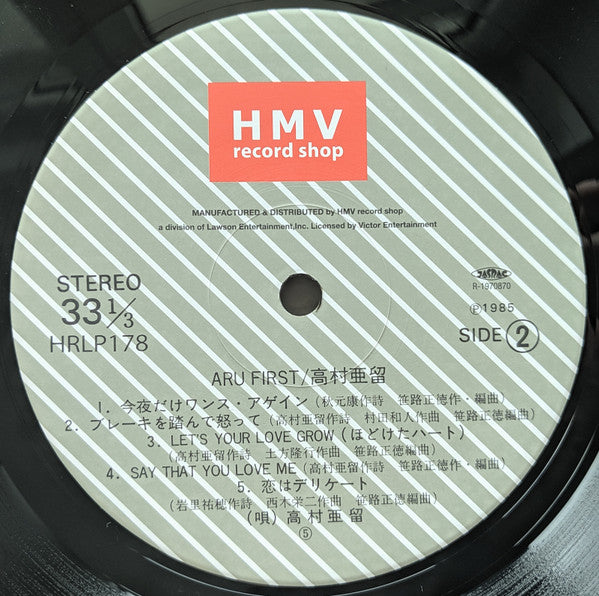 HMV
record shop
MANUFACTURED & DISTRIBUTED by HMV record shop
a division of Lawson Entertainment,Inc. Licensed by Victor Entertainment
STEREO
33 1/3
HRLP178
JASRAC
R-1970870
Ⓟ1985
SIDE ②
ARU FIRST/高村亜留
1. 今夜だけワンス・アゲイン(秋元康作詩 笹路正徳作・編曲)
2. ブレーキを踏んで怒って(高村亜留作詩 村田和人作曲 笹路正徳編曲)
3. LET'S YOUR LOVE GROW(ほどけたハート)
(高村亜留作詩 土方隆行作曲 笹路正徳編曲)
4. SAY THAT YOU LOVE ME(高村亜留作詩・作曲 笹路正徳編曲)
5. 恋はデリケート
(岩里祐穂作詩 西木栄二作曲 笹路正徳編曲)
(唄)高村亜留
⑤